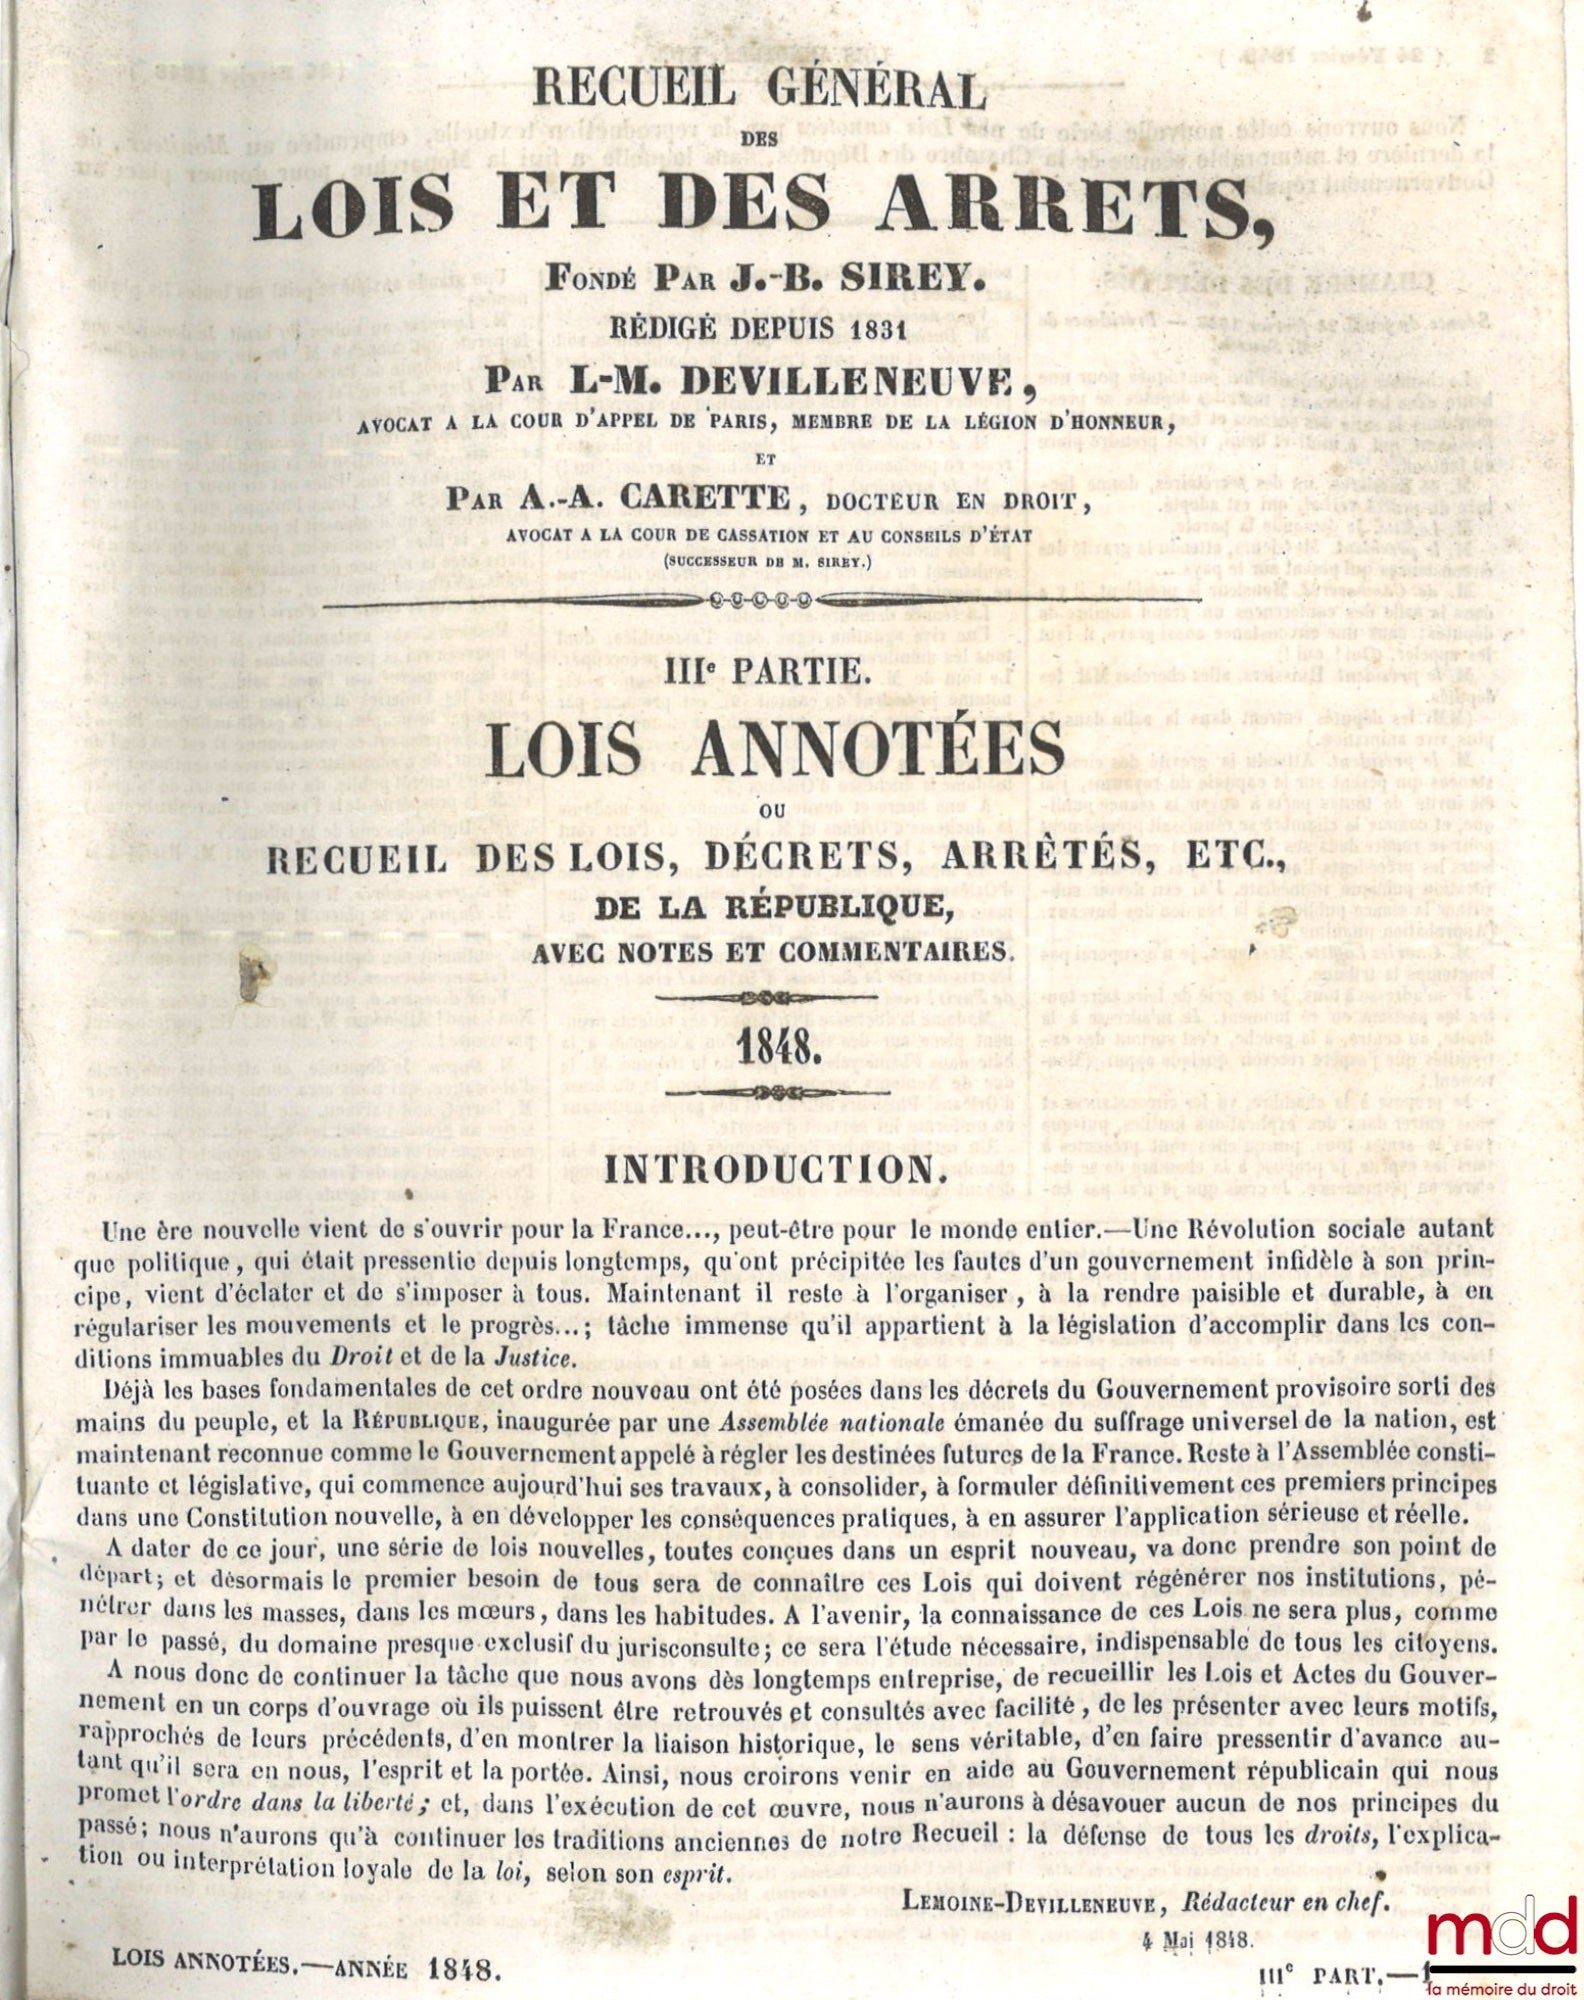 RECUEIL GÉNÉRAL
DES
LOIS ET DES ARRETS,
FONDÉ PAR J.-B. SIREY.
RÉDIGÉ DEPUIS 1831
PAR L-M. DEVILLENEUVE,
AVOCAT A LA COUR D'APPEL DE PARIS, MEMBRE DE LA LÉGION D'HONNEUR,
ET
PAR A.-A. CARETTE, DOCTEUR EN DROIT,
AVOCAT A LA COUR DE CASSATION ET AU CONSEILS D'ÉTAT
(SUCCESSEUR DE M. SIREY.)
IIIe PARTIE.
LOIS ANNOTÉES
OU
RECUEIL DES LOIS, DÉCRETS, ARRÊTÉS, ETC.,
DE LA RÉPUBLIQUE,
AVEC NOTES ET COMMENTAIRES.
1848.
INTRODUCTION.
Une ère nouvelle vient de s'ouvrir pour la France..., peut-être pour le monde entier.—Une Révolution sociale autant
que politique, qui était pressentie depuis longtemps, qu'ont précipitée les fautes d'un gouvernement infidèle à son prin-
cipe, vient d'éclater et de s'imposer à tous. Maintenant il reste à l'organiser, à la rendre paisible et durable, à en
régulariser les mouvements et le progrès...; tâche immense qu'il appartient à la législation d'accomplir dans les con-
ditions immuables du Droit et de la Justice.
Déjà les bases fondamentales de cet ordre nouveau ont été posées dans les décrets du Gouvernement provisoire sorti des
mains du peuple, et la RÉPUBLIQUE, inaugurée par une Assemblée nationale émanée du suffrage universel de la nation, est
maintenant reconnue comme le Gouvernement appelé à régler les destinées futures de la France. Reste à l'Assemblée consti-
tuante et législative, qui commence aujourd'hui ses travaux, à consolider, à formuler définitivement ces premiers principes
dans une Constitution nouvelle, à en développer les conséquences pratiques, à en assurer l'application sérieuse et réelle.
A dater de ce jour, une série de lois nouvelles, toutes conçues dans un esprit nouveau, va donc prendre son point de
départ; et désormais le premier besoin de tous sera de connaître ces Lois qui doivent régénérer nos institutions, pé-
nétrer dans les masses, dans les mœurs, dans les habitudes. A l'avenir, la connaissance de ces Lois ne sera plus, comme
par le passé, du domaine presque exclusif du jurisconsulte; ce sera l'étude nécessaire, indispensable de tous les citoyens.
A nous donc de continuer la tâche que nous avons dès longtemps entreprise, de recueillir les Lois et Actes du Gouver-
nement en un corps d'ouvrage où ils puissent être retrouvés et consultés avec facilité, de les présenter avec leurs motifs,
rapprochés de leurs précédents, d'en montrer la liaison historique, le sens véritable, d'en faire pressentir d'avance au-
tant qu'il sera en nous, l'esprit et la portée. Ainsi, nous croirons venir en aide au Gouvernement républicain qui nous
promet l'ordre dans la liberté; et, dans l'exécution de cet œuvre, nous n'aurons à désavouer aucun de nos principes du
passé; nous n'aurons qu'à continuer les traditions anciennes de notre Recueil : la défense de tous les droits, l'explica-
tion ou interprétation loyale de la loi, selon son esprit.
LEMOINE-DEVILLENEUVE, Rédacteur en chef.
4 Mai 1848.
LOIS ANNOTÉES.—ANNÉE 1848.
IIIe PART.—1
mdd
la mémoire du droit